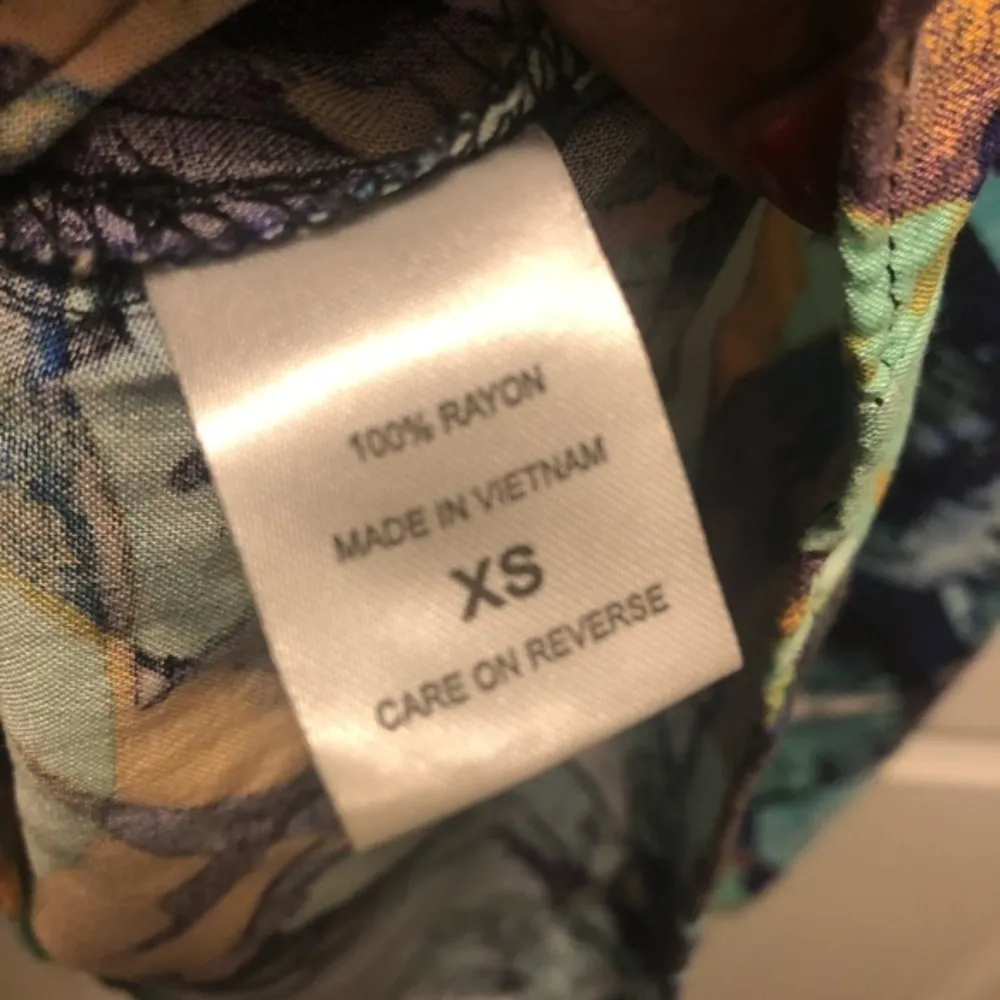 100% RAYON
MADE IN VIETNAM
XS
CARE ON REVERSE